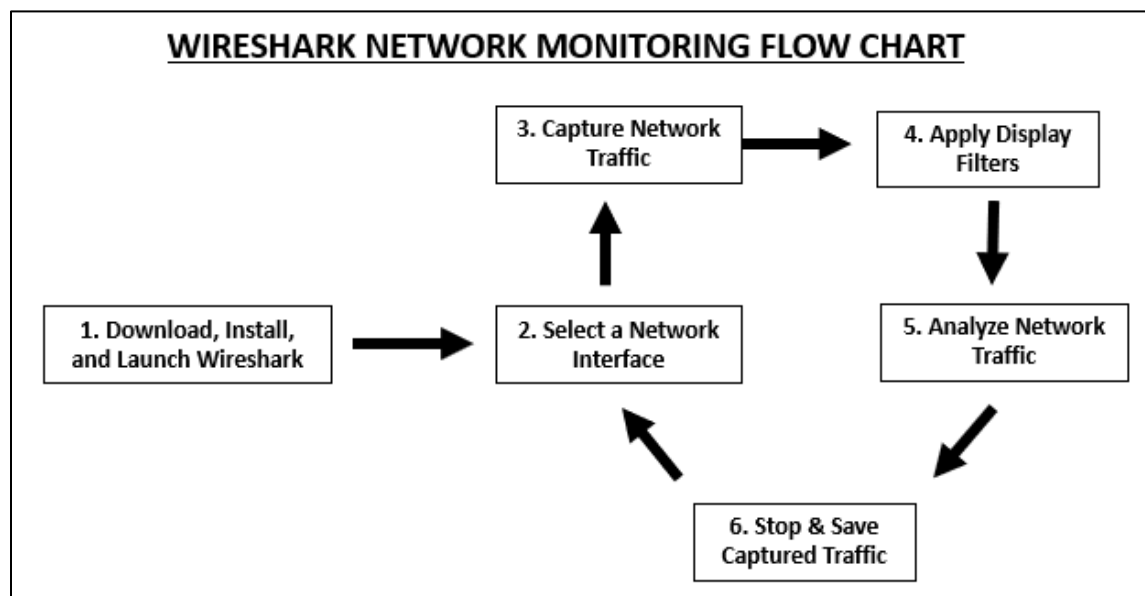 WIRESHARK NETWORK MONITORING FLOW CHART
3. Capture Network
Traffic
4. Apply Display
Filters
1. Download, Install,
and Launch Wireshark
2. Select a Network
Interface
5. Analyze Network
Traffic
6. Stop & Save
Captured Traffic